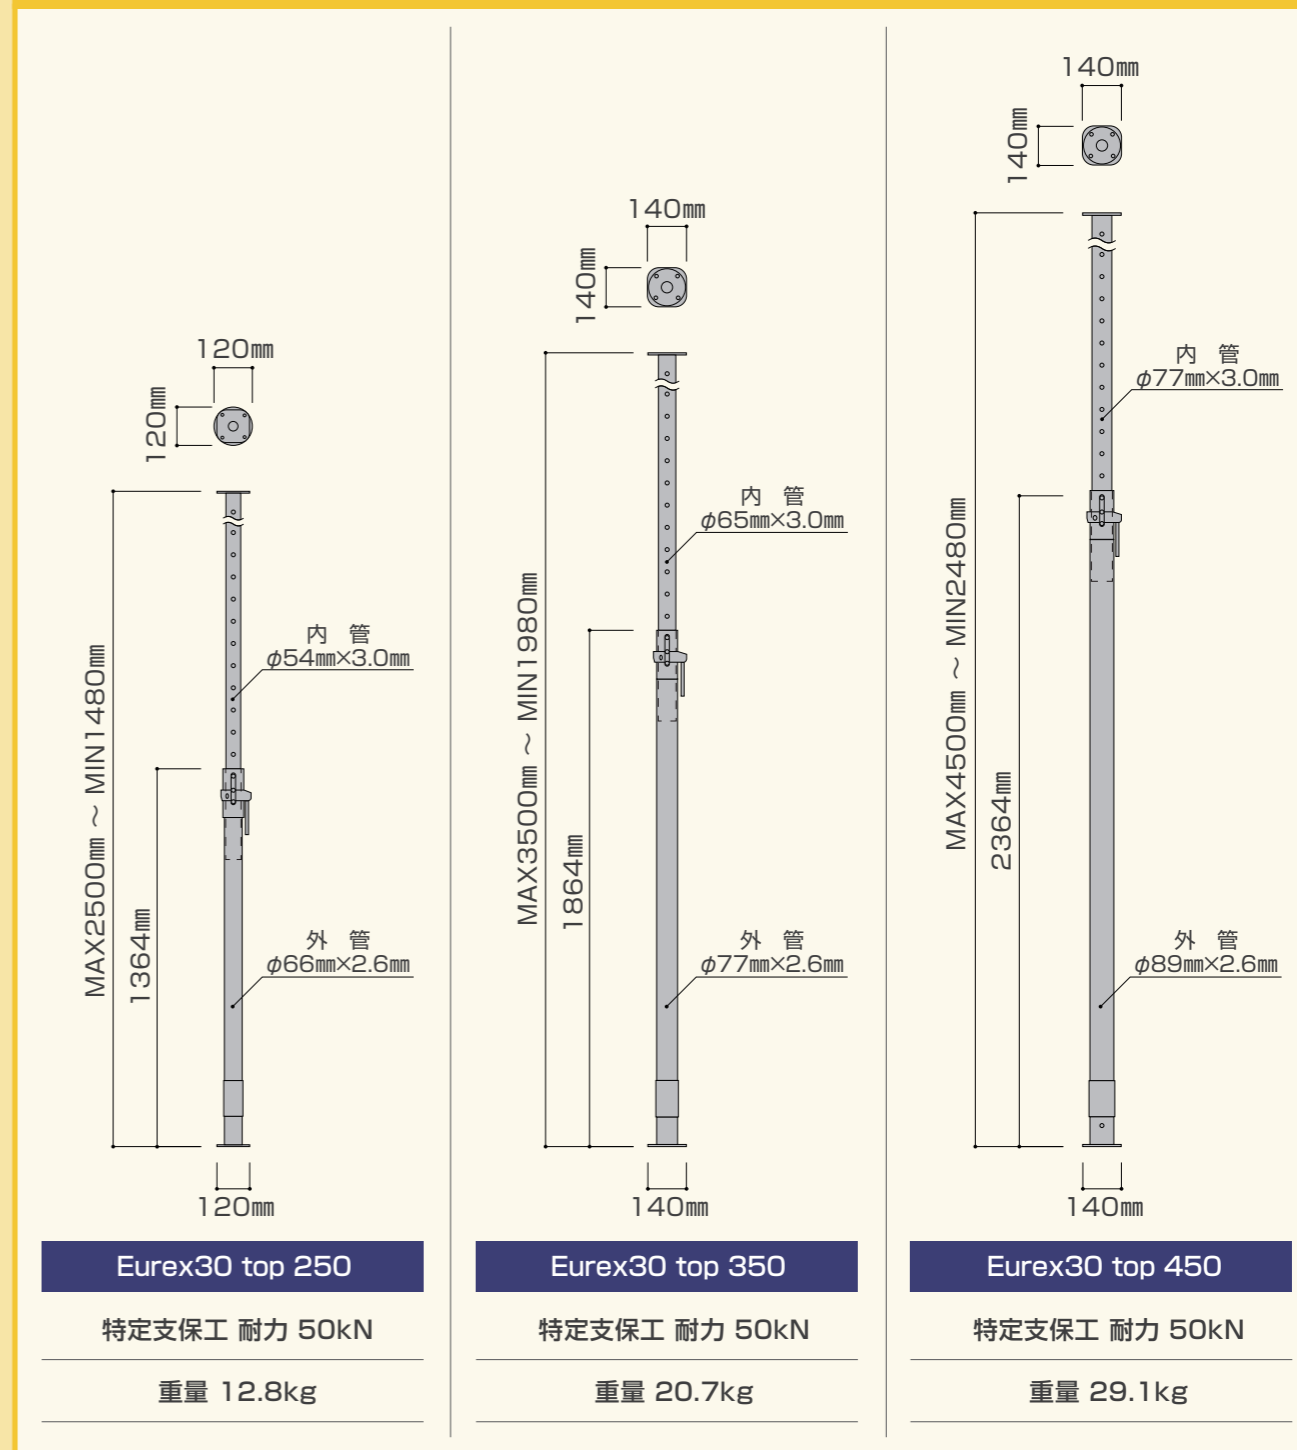 120㎜
120㎜
MAX2500㎜ ～ MIN1480㎜
1364㎜
内　管
φ54㎜×3.0㎜
外　管
φ66㎜×2.6㎜
120㎜
Eurex30 top 250
特定支保工 耐力 50kN
重量 12.8kg
140㎜
140㎜
MAX3500㎜ ～ MIN1980㎜
1864㎜
内　管
φ65㎜×3.0㎜
外　管
φ77㎜×2.6㎜
140㎜
Eurex30 top 350
特定支保工 耐力 50kN
重量 20.7kg
140㎜
140㎜
MAX4500㎜ ～ MIN2480㎜
2364㎜
内　管
φ77㎜×3.0㎜
外　管
φ89㎜×2.6㎜
140㎜
Eurex30 top 450
特定支保工 耐力 50kN
重量 29.1kg